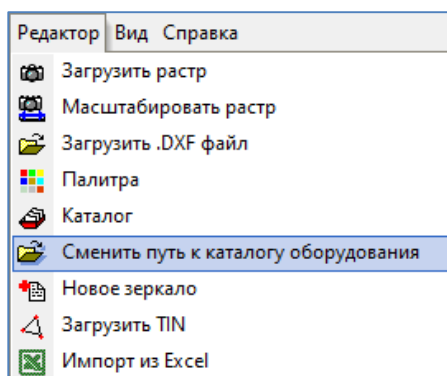 Редактор Вид Справка
Загрузить растр
Масштабировать растр
Загрузить .DXF файл
Палитра
Каталог
Сменить путь к каталогу оборудования
Новое зеркало
Загрузить TIN
Импорт из Excel